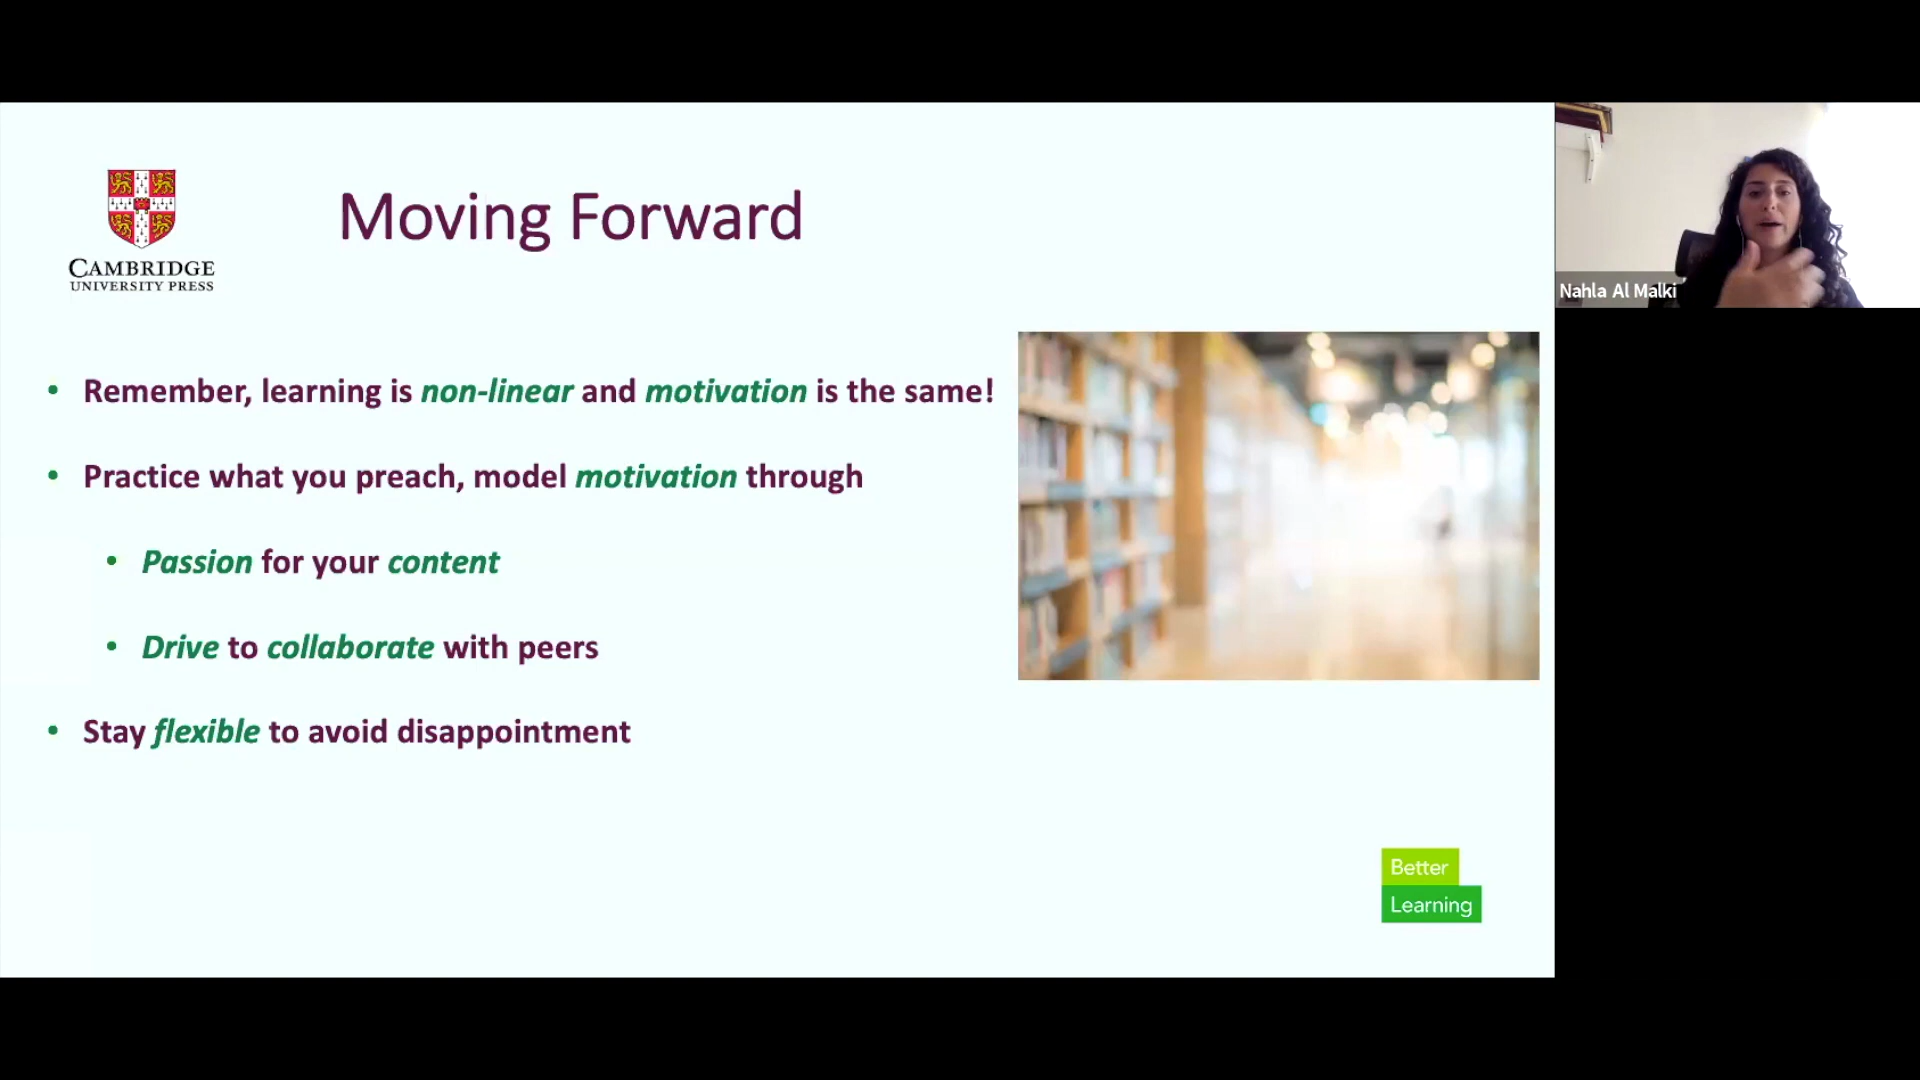 CAMBRIDGE
UNIVERSITY PRESS
Moving Forward
Nahla Al Malki
• Remember, learning is non-linear and motivation is the same!
• Practice what you preach, model motivation through
• Passion for your content
• Drive to collaborate with peers
• Stay flexible to avoid disappointment
Better
Learning